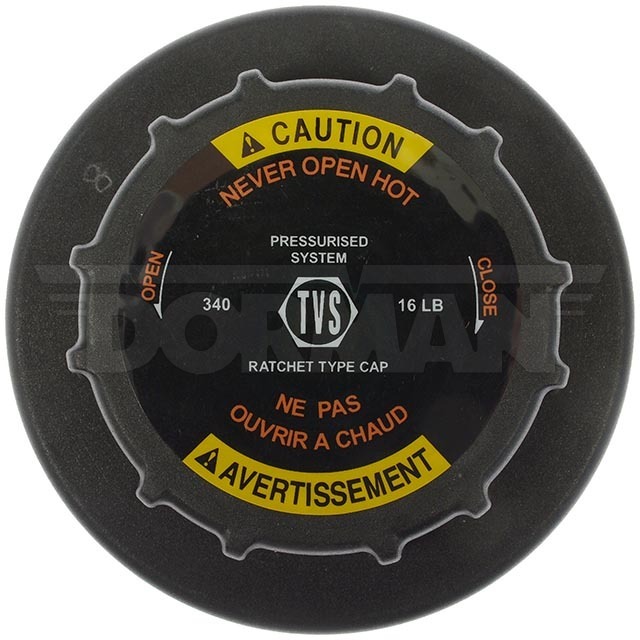 CAUTION
NEVER OPEN HOT
PRESSURISED
SYSTEM
OPEN
CLOSE
340
TVS
16 LB
DORMAN
RATCHET TYPE CAP
NE PAS
OUVRIR A CHAUD
AVERTISSEMENT